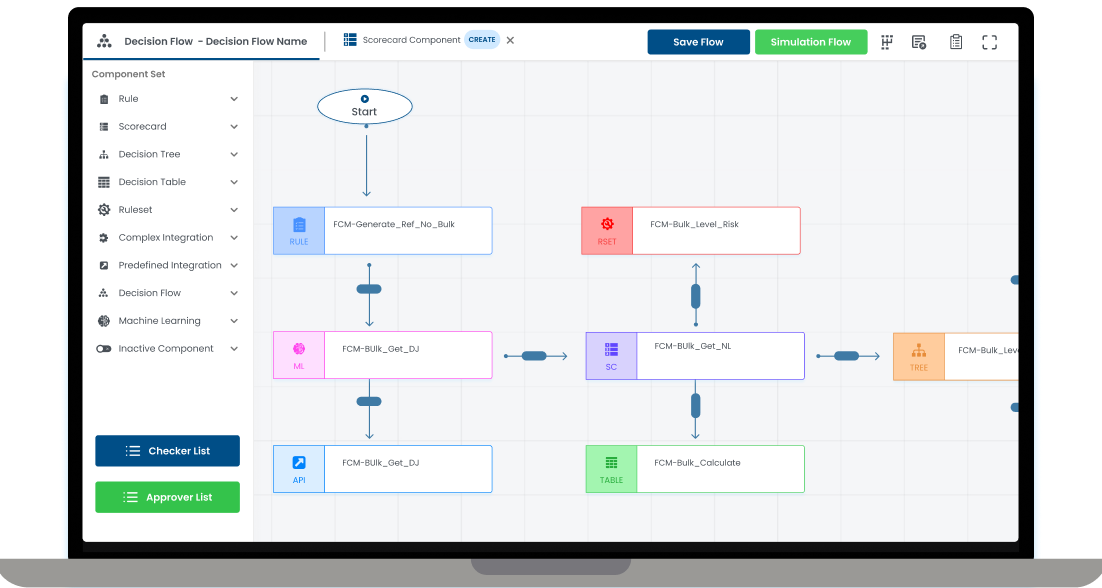 Decision Flow - Decision Flow Name
Scorecard Component CREATE
Save Flow
Simulation Flow
Component Set
Rule
Scorecard
Decision Tree
Decision Table
Ruleset
Complex Integration
Predefined Integration
Decision Flow
Machine Learning
Inactive Component
Checker List
Approver List
Start
RULE
FCM-Generate_Ref_No_Bulk
RSET
FCM-Bulk_Level_Risk
ML
FCM-BUlk_Get_DJ
SC
FCM-BUlk_Get_NL
TREE
FCM-Bulk_Leve
API
FCM-BUlk_Get_DJ
TABLE
FCM-Bulk_Calculate